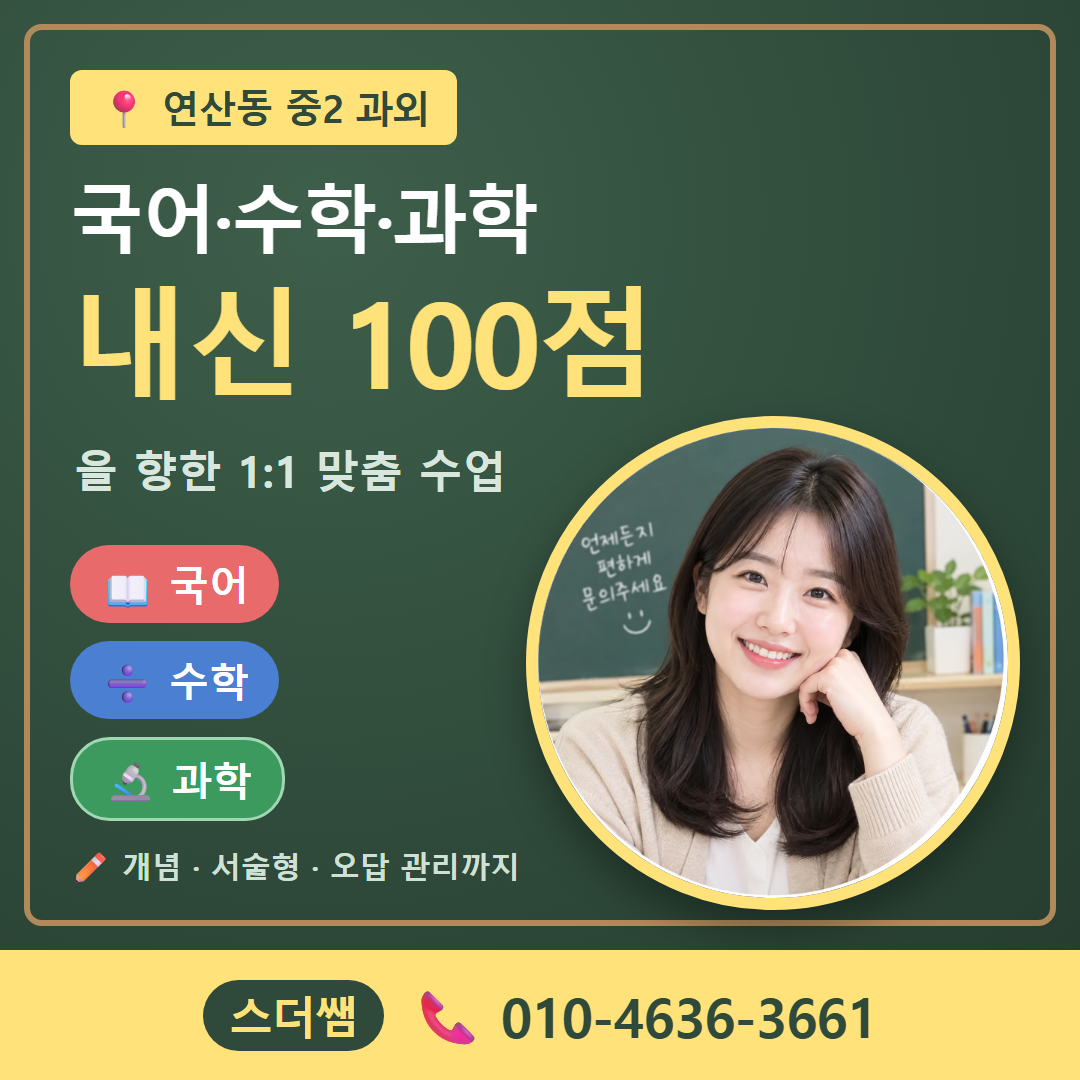 연산동 중2 과외
국어·수학·과학
내신 100점
을 향한 1:1 맞춤 수업
언제든지
편하게
문의주세요
국어
수학
과학
개념 · 서술형 · 오답 관리까지
스더쌤 010-4636-3661